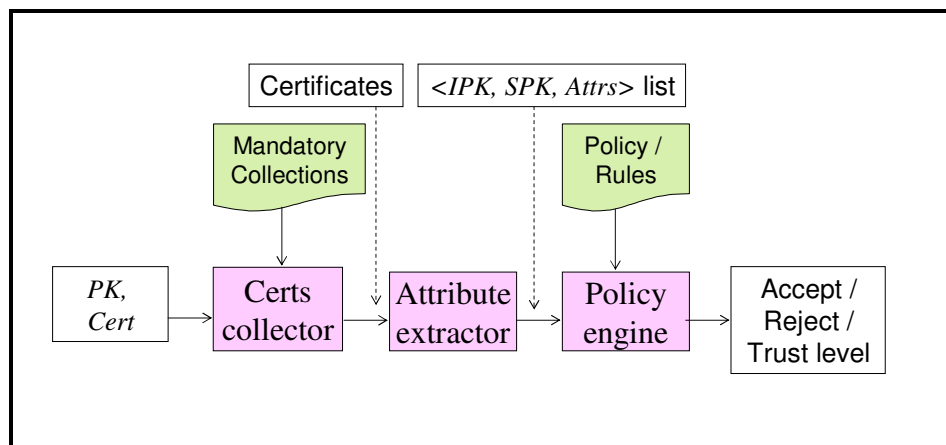 Certificates
<IPK, SPK, Attrs> list
Mandatory
Collections
Policy /
Rules
PK,
Cert
Certs
collector
Attribute
extractor
Policy
engine
Accept /
Reject /
Trust level